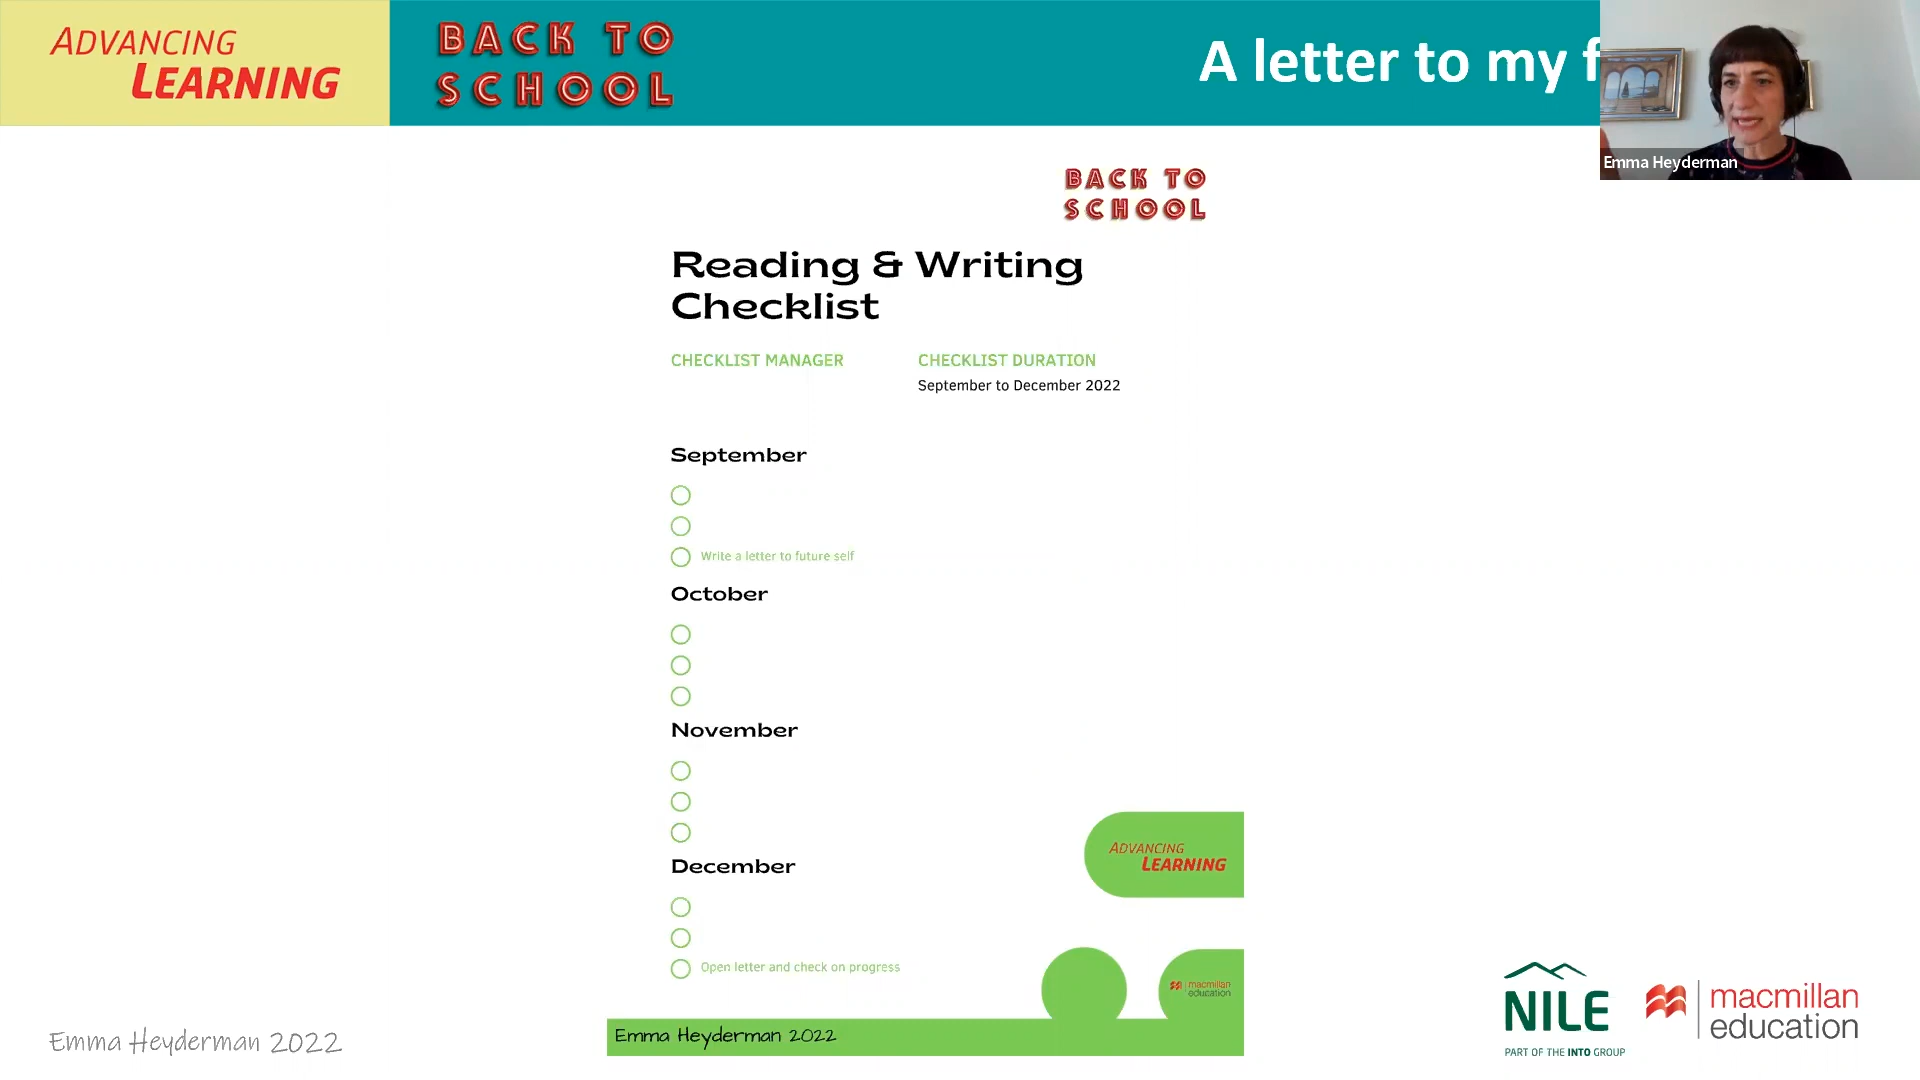 ADVANCING
LEARNING
BACK TO
SCHOOL
A letter to my f
Emma Heyderman
BACK TO
SCHOOL
Reading & Writing
Checklist
CHECKLIST MANAGER
CHECKLIST DURATION
September to December 2022
September
Write a letter to future self
October
November
December
Open letter and check on progress
ADVANCING
LEARNING
macmillan
education
Emma Heyderman 2022
Emma Heyderman 2022
NILE
PART OF THE INTO GROUP
macmillan
education